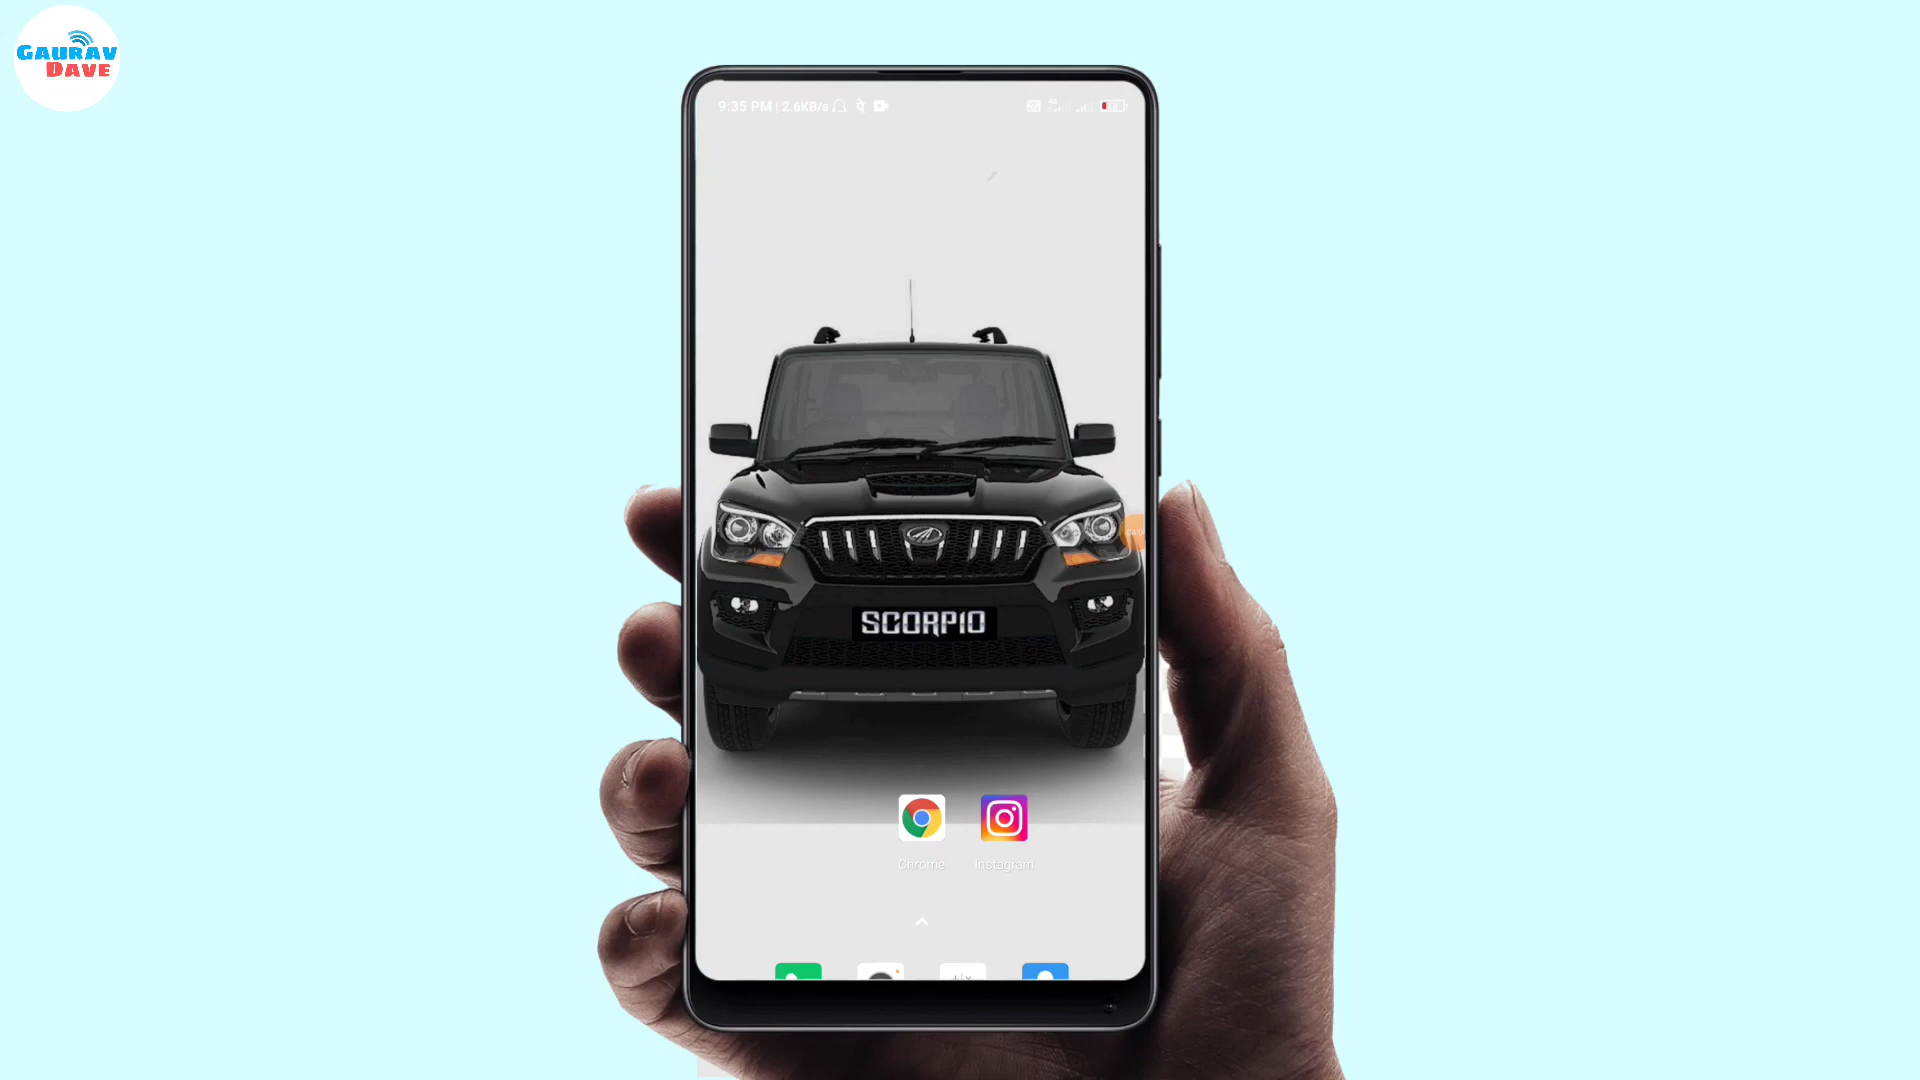 GAURAV
DAVE
9:35 PM | 2.6KB/s
SCORPIO
Chrome
Instagram